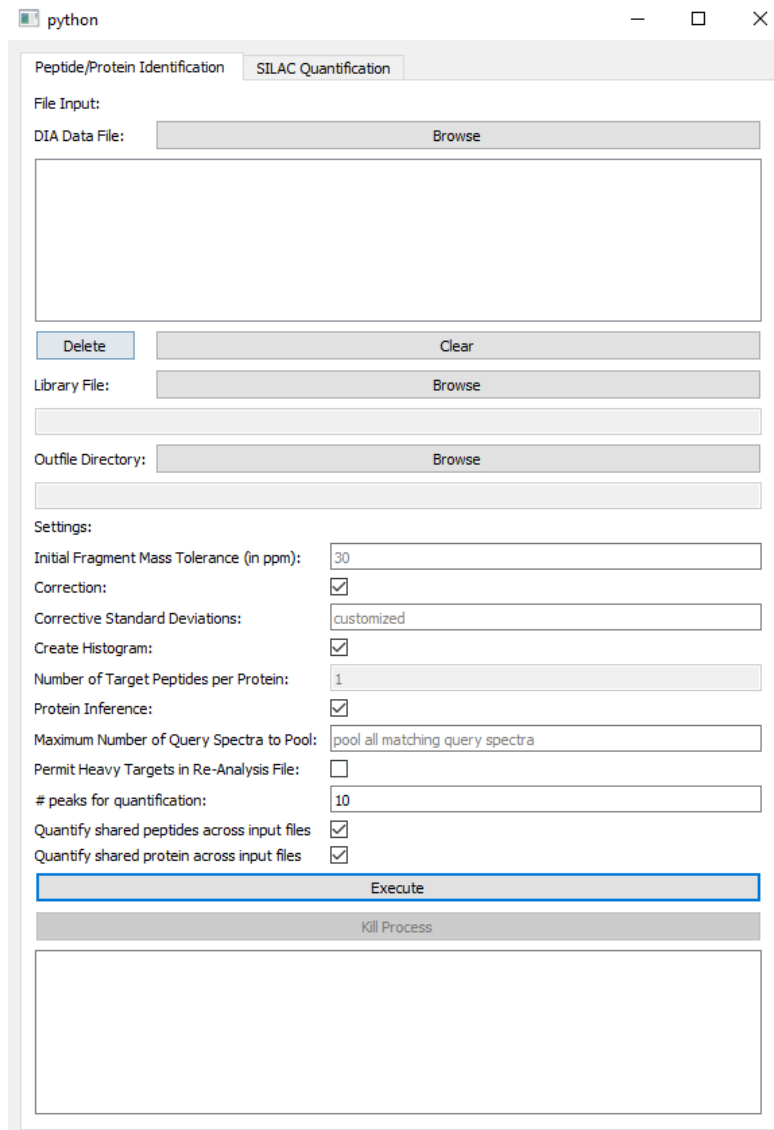 python
Peptide/Protein Identification SILAC Quantification
File Input:
DIA Data File: Browse
Delete Clear
Library File: Browse
Outfile Directory: Browse
Settings:
Initial Fragment Mass Tolerance (in ppm): 30
Correction:
Corrective Standard Deviations: customized
Create Histogram:
Number of Target Peptides per Protein: 1
Protein Inference:
Maximum Number of Query Spectra to Pool: pool all matching query spectra
Permit Heavy Targets in Re-Analysis File:
# peaks for quantification: 10
Quantify shared peptides across input files
Quantify shared protein across input files
Execute
Kill Process